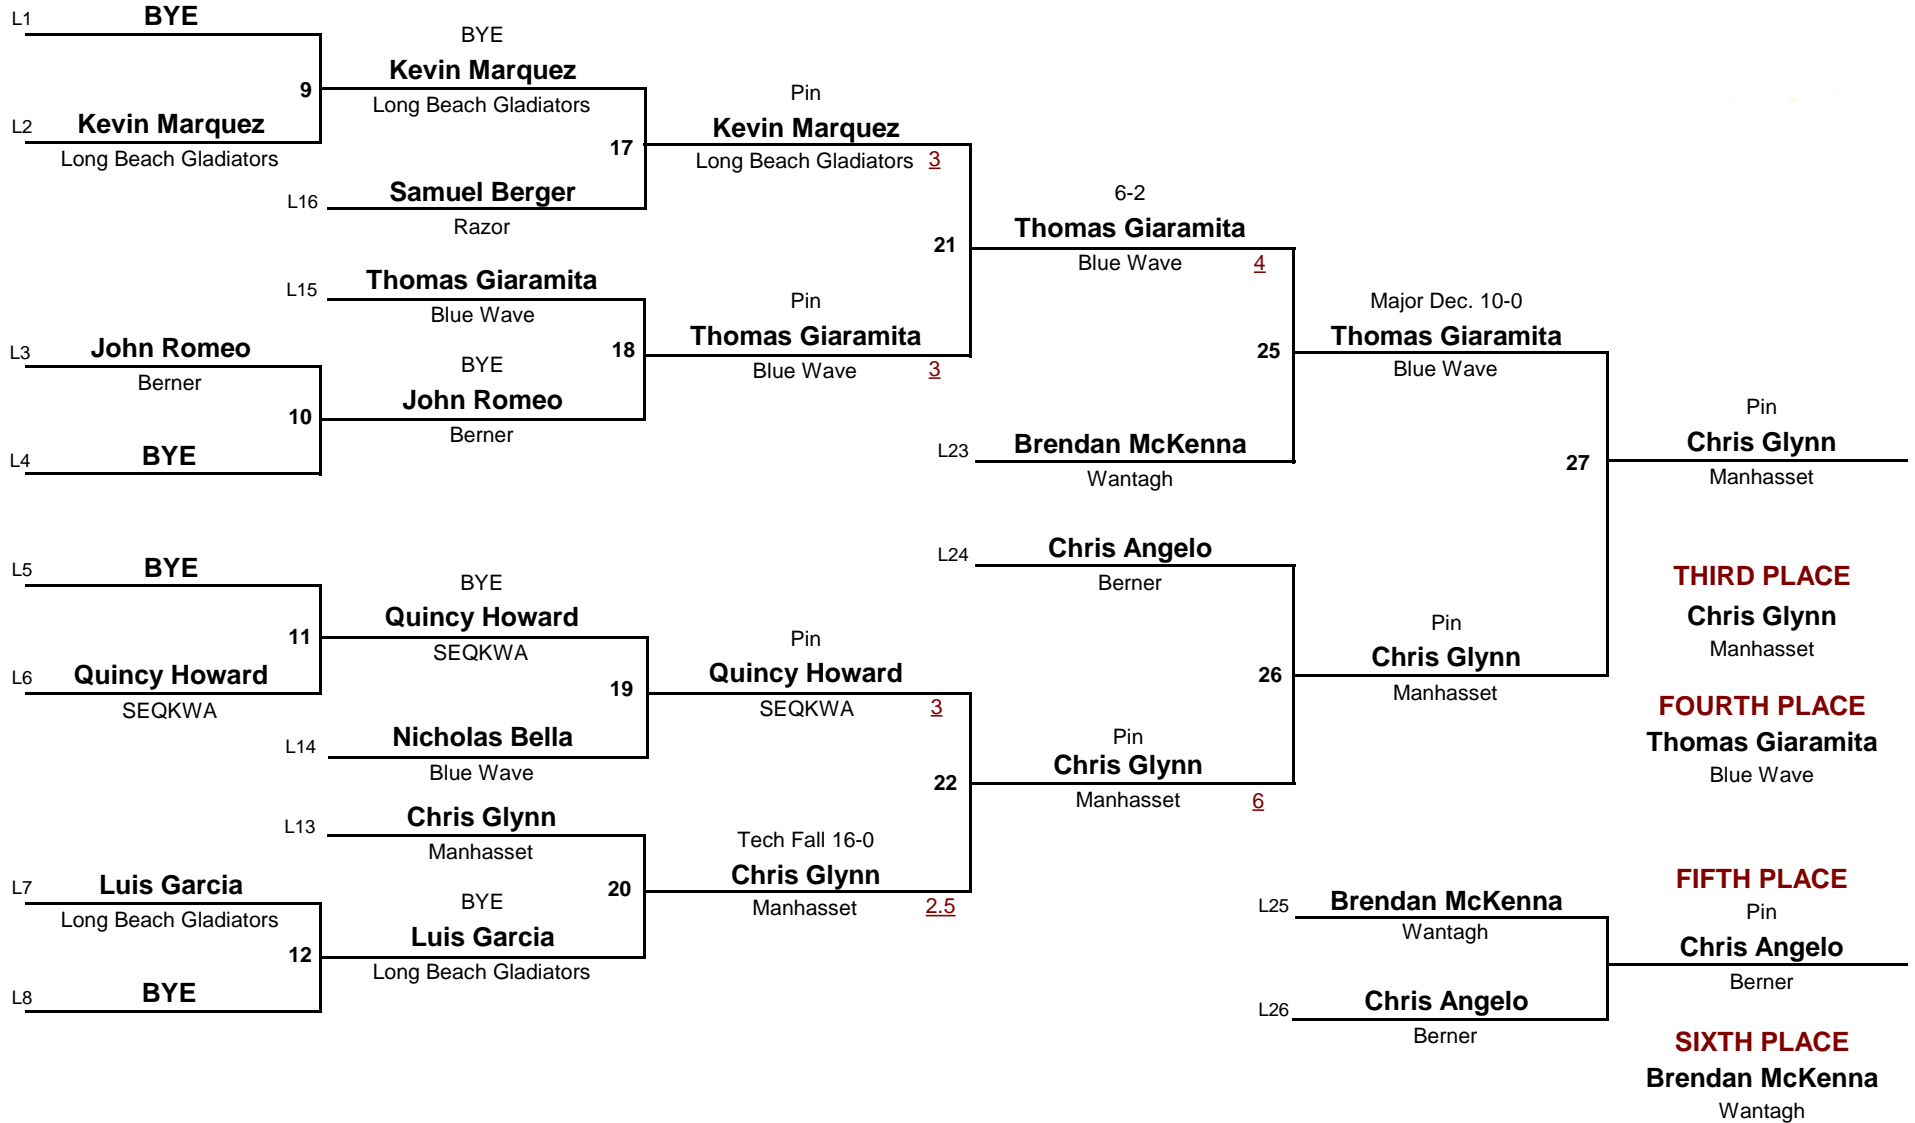 L1 BYE
BYE
9 Kevin Marquez
Long Beach Gladiators
L2 Kevin Marquez
Long Beach Gladiators
17
Pin
Kevin Marquez
Long Beach Gladiators 3
L16 Samuel Berger
Razor
21
6-2
Thomas Giaramita
Blue Wave 4
L15 Thomas Giaramita
Blue Wave
18
Pin
Thomas Giaramita
Blue Wave 3
L3 John Romeo
Berner
BYE
10 John Romeo
Berner
L4 BYE
25
Major Dec. 10-0
Thomas Giaramita
Blue Wave
L23 Brendan McKenna
Wantagh
27
Pin
Chris Glynn
Manhasset
L24 Chris Angelo
Berner
L5 BYE
BYE
11 Quincy Howard
SEQKWA
L6 Quincy Howard
SEQKWA
19
Pin
Quincy Howard
SEQKWA 3
L14 Nicholas Bella
Blue Wave
22
Pin
Chris Glynn
Manhasset 6
26
Pin
Chris Glynn
Manhasset
THIRD PLACE
Chris Glynn
Manhasset
FOURTH PLACE
Thomas Giaramita
Blue Wave
L13 Chris Glynn
Manhasset
20
Tech Fall 16-0
Chris Glynn
Manhasset 2.5
L7 Luis Garcia
Long Beach Gladiators
BYE
12 Luis Garcia
Long Beach Gladiators
L8 BYE
L25 Brendan McKenna
Wantagh
L26 Chris Angelo
Berner
FIFTH PLACE
Pin
Chris Angelo
Berner
SIXTH PLACE
Brendan McKenna
Wantagh